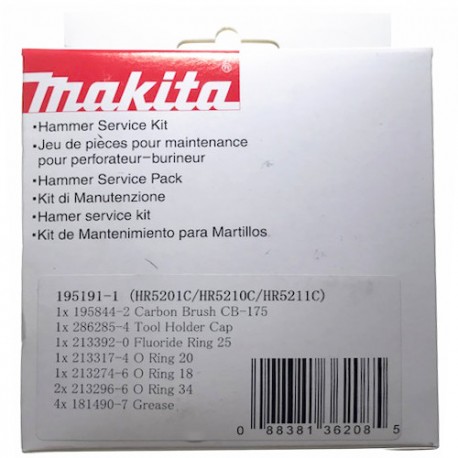 makita®
•Hammer Service Kit
•Jeu de pièces pour maintenance
pour perforateur–burineur
•Hammer Service Pack
•Kit di Manutenzione
•Hamer service kit
•Kit de Mantenimiento para Martillos.
195191-1 (HR5201C/HR5210C/HR5211C)
1x 195844-2 Carbon Brush CB-175
1x 286285-4 Tool Holder Cap
1x 213392-0 Fluoride Ring 25
1x 213317-4 O Ring 20
1x 213274-6 O Ring 18
2x 213296-6 O Ring 34
4x 181490-7 Grease
0 88381 36208 5